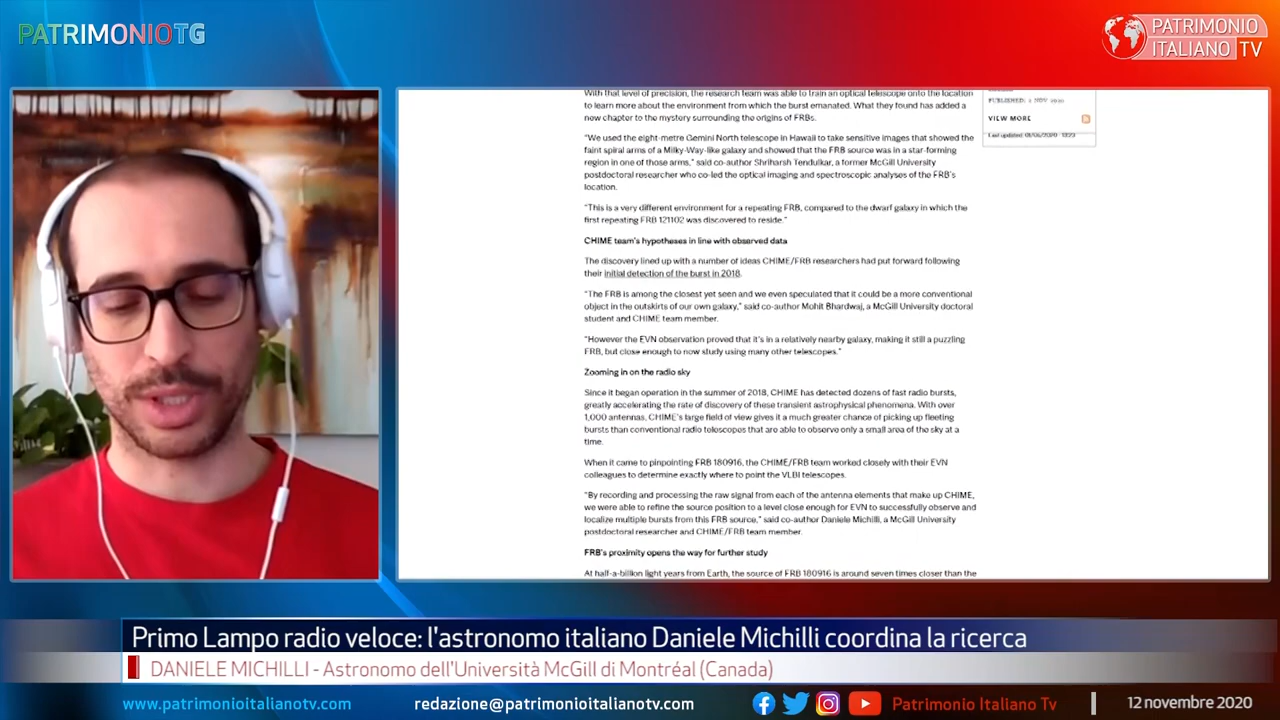 PATRIMONIOTG
PATRIMONIO
ITALIANO TV
With that level of precision, the research team was able to train an optical telescope onto the location
to learn more about the environment from which the burst emanated. What they found has added a
new chapter to the mystery surrounding the origins of FRBs.
“We used the eight-metre Gemini North telescope in Hawaii to take sensitive images that showed the
faint spiral arms of a Milky-Way-like galaxy and showed that the FRB source was in a star-forming
region in one of those arms,” said co-author Shriharsh Tendulkar, a former McGill University
postdoctoral researcher who co-led the optical imaging and spectroscopic analyses of the FRB’s
location.
“This is a very different environment for a repeating FRB, compared to the dwarf galaxy in which the
first repeating FRB 121102 was discovered to reside.”
CHIME team’s hypotheses in line with observed data
The discovery lined up with a number of ideas CHIME/FRB researchers had put forward following
their initial detection of the burst in 2018.
“The FRB is among the closest yet seen and we even speculated that it could be a more conventional
object in the outskirts of our own galaxy,” said co-author Mohit Bhardwaj, a McGill University doctoral
student and CHIME team member.
“However the EVN observation proved that it’s in a relatively nearby galaxy, making it still a puzzling
FRB, but close enough to now study using many other telescopes.”
Zooming in on the radio sky
Since it began operation in the summer of 2018, CHIME has detected dozens of fast radio bursts,
greatly accelerating the rate of discovery of these transient astrophysical phenomena. With over
1,000 antennas, CHIME’s large field of view gives it a much greater chance of picking up fleeting
bursts than conventional radio telescopes that are able to observe only a small area of the sky at a
time.
When it came to pinpointing FRB 180916, the CHIME/FRB team worked closely with their EVN
colleagues to determine exactly where to point the VLBI telescopes.
“By recording and processing the raw signal from each of the antenna elements that make up CHIME,
we were able to refine the source position to a level close enough for EVN to successfully observe and
localize multiple bursts from this FRB source,” said co-author Daniele Michilli, a McGill University
postdoctoral researcher and CHIME/FRB team member.
FRB’s proximity opens the way for further study
At half-a-billion light years from Earth, the source of FRB 180916 is around seven times closer than the
VIEW MORE
Last updated:
Primo Lampo radio veloce: l'astronomo italiano Daniele Michilli coordina la ricerca
DANIELE MICHILLI - Astronomo dell'Università McGill di Montréal (Canada)
www.patrimonioitalianotv.com
redazione@patrimonioitalianotv.com
Patrimonio Italiano Tv
12 novembre 2020